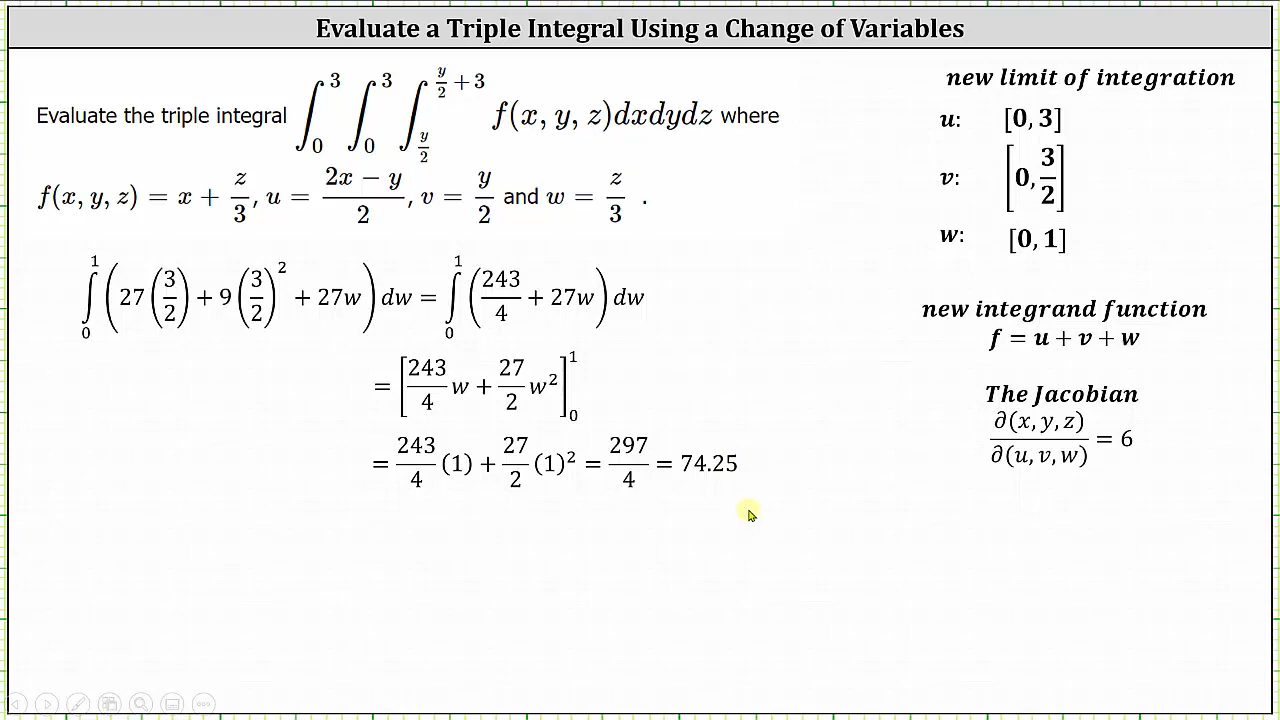 Evaluate a Triple Integral Using a Change of Variables
Evaluate the triple integral ∫_0^3 ∫_0^3 ∫_{y/2}^{y/2+3} f(x, y, z)dxdydz where
f(x, y, z) = x + z/3, u = (2x − y)/2, v = y/2 and w = z/3 .
∫_0^1 (27(3/2) + 9(3/2)^2 + 27w) dw = ∫_0^1 (243/4 + 27w) dw
= [243/4 w + 27/2 w^2]_0^1
= 243/4 (1) + 27/2 (1)^2 = 297/4 = 74.25
new limit of integration
u: [0, 3]
v: [0, 3/2]
w: [0, 1]
new integrand function
f = u + v + w
The Jacobian
∂(x, y, z)/∂(u, v, w) = 6